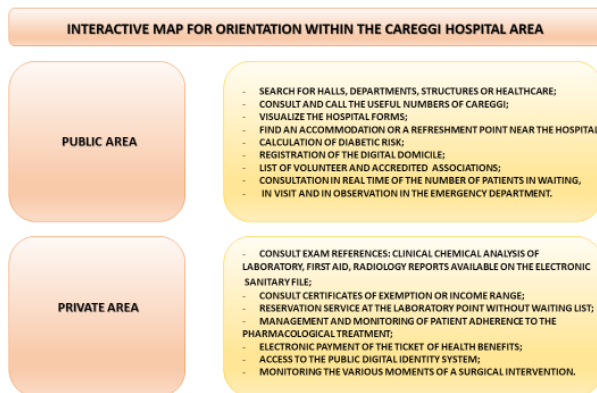 INTERACTIVE MAP FOR ORIENTATION WITHIN THE CAREGGI HOSPITAL AREA
PUBLIC AREA
- SEARCH FOR HALLS, DEPARTMENTS, STRUCTURES OR HEALTHCARE;
- CONSULT AND CALL THE USEFUL NUMBERS OF CAREGGI;
- VISUALIZE THE HOSPITAL FORMS;
- FIND AN ACCOMMODATION OR A REFRESHMENT POINT NEAR THE HOSPITAL
- CALCULATION OF DIABETIC RISK;
- REGISTRATION OF THE DIGITAL DOMICILE;
- LIST OF VOLUNTEER AND ACCREDITED ASSOCIATIONS;
- CONSULTATION IN REAL TIME OF THE NUMBER OF PATIENTS IN WAITING,
- IN VISIT AND IN OBSERVATION IN THE EMERGENCY DEPARTMENT.
PRIVATE AREA
- CONSULT EXAM REFERENCES: CLINICAL CHEMICAL ANALYSIS OF
LABORATORY, FIRST AID, RADIOLOGY REPORTS AVAILABLE ON THE ELECTRONIC
SANITARY FILE;
- CONSULT CERTIFICATES OF EXEMPTION OR INCOME RANGE;
- RESERVATION SERVICE AT THE LABORATORY POINT WITHOUT WAITING LIST;
- MANAGEMENT AND MONITORING OF PATIENT ADHERENCE TO THE
PHARMACOLOGICAL TREATMENT;
- ELECTRONIC PAYMENT OF THE TICKET OF HEALTH BENEFITS;
- ACCESS TO THE PUBLIC DIGITAL IDENTITY SYSTEM;
- MONITORING THE VARIOUS MOMENTS OF A SURGICAL INTERVENTION.